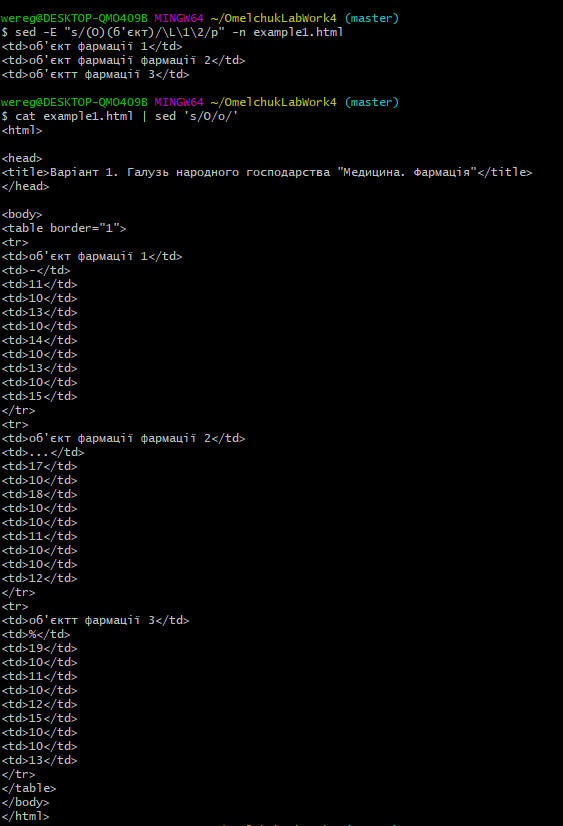 wereg@DESKTOP-QMO4O9B MINGW64 ~/OmelchukLabWork4 (master)
$ sed -E "s/(О)(б'єкт)/\L\1\2/p" -n example1.html
<td>об'єкт фармації 1</td>
<td>об'єкт фармації фармації 2</td>
<td>об'єктт фармації 3</td>
wereg@DESKTOP-QMO4O9B MINGW64 ~/OmelchukLabWork4 (master)
$ cat example1.html | sed 's/О/о/'
<html>
<head>
<title>Варіант 1. Галузь народного господарства "Медицина. Фармація"</title>
</head>
<body>
<table border="1">
<tr>
<td>об'єкт фармації 1</td>
<td>-</td>
<td>11</td>
<td>10</td>
<td>13</td>
<td>10</td>
<td>14</td>
<td>10</td>
<td>13</td>
<td>10</td>
<td>15</td>
</tr>
<tr>
<td>об'єкт фармації фармації 2</td>
<td>...</td>
<td>17</td>
<td>10</td>
<td>18</td>
<td>10</td>
<td>10</td>
<td>11</td>
<td>10</td>
<td>10</td>
<td>12</td>
</tr>
<tr>
<td>об'єктт фармації 3</td>
<td>%</td>
<td>19</td>
<td>10</td>
<td>11</td>
<td>10</td>
<td>12</td>
<td>15</td>
<td>10</td>
<td>10</td>
<td>13</td>
</tr>
</table>
</body>
</html>